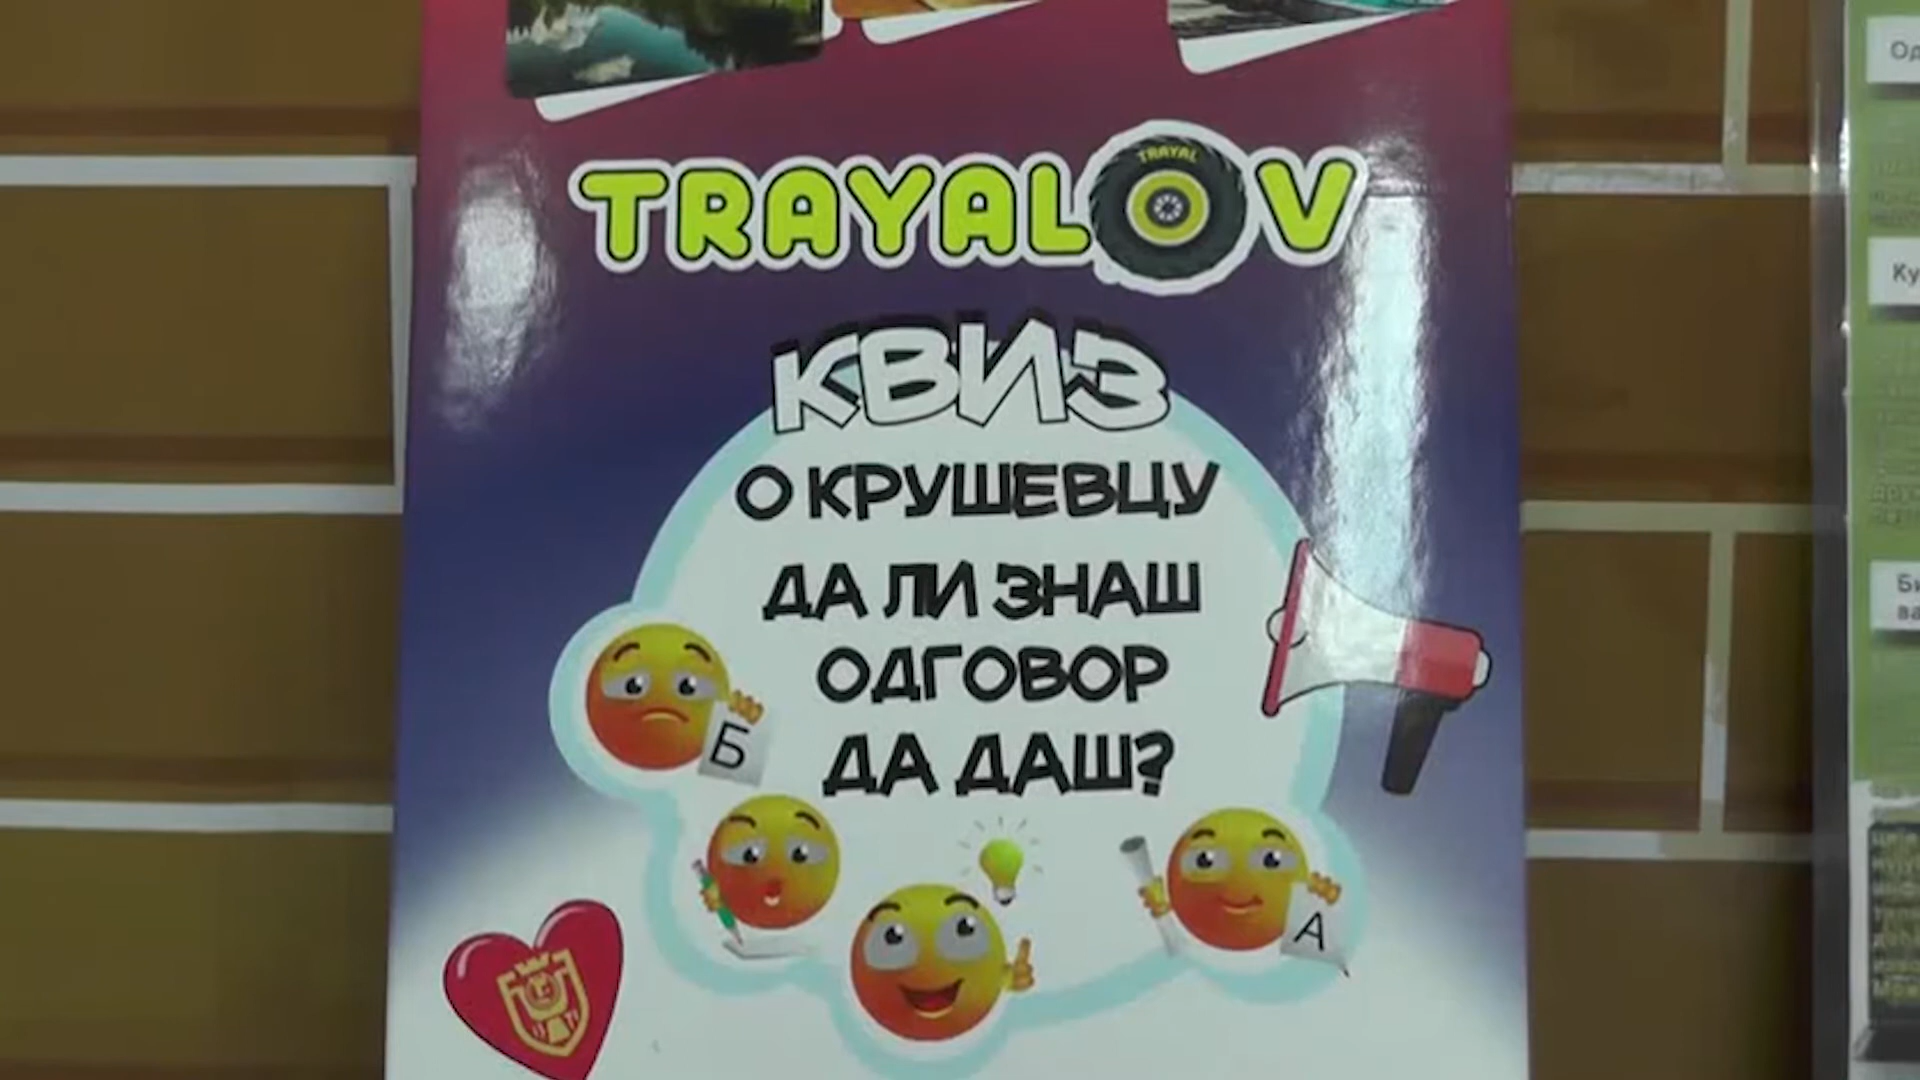 TRAYAL
TRAYALOV
КВИЗ
О КРУШЕВЦУ
ДА ЛИ ЗНАШ
ОДГОВОР
ДА ДАШ?
Б
А